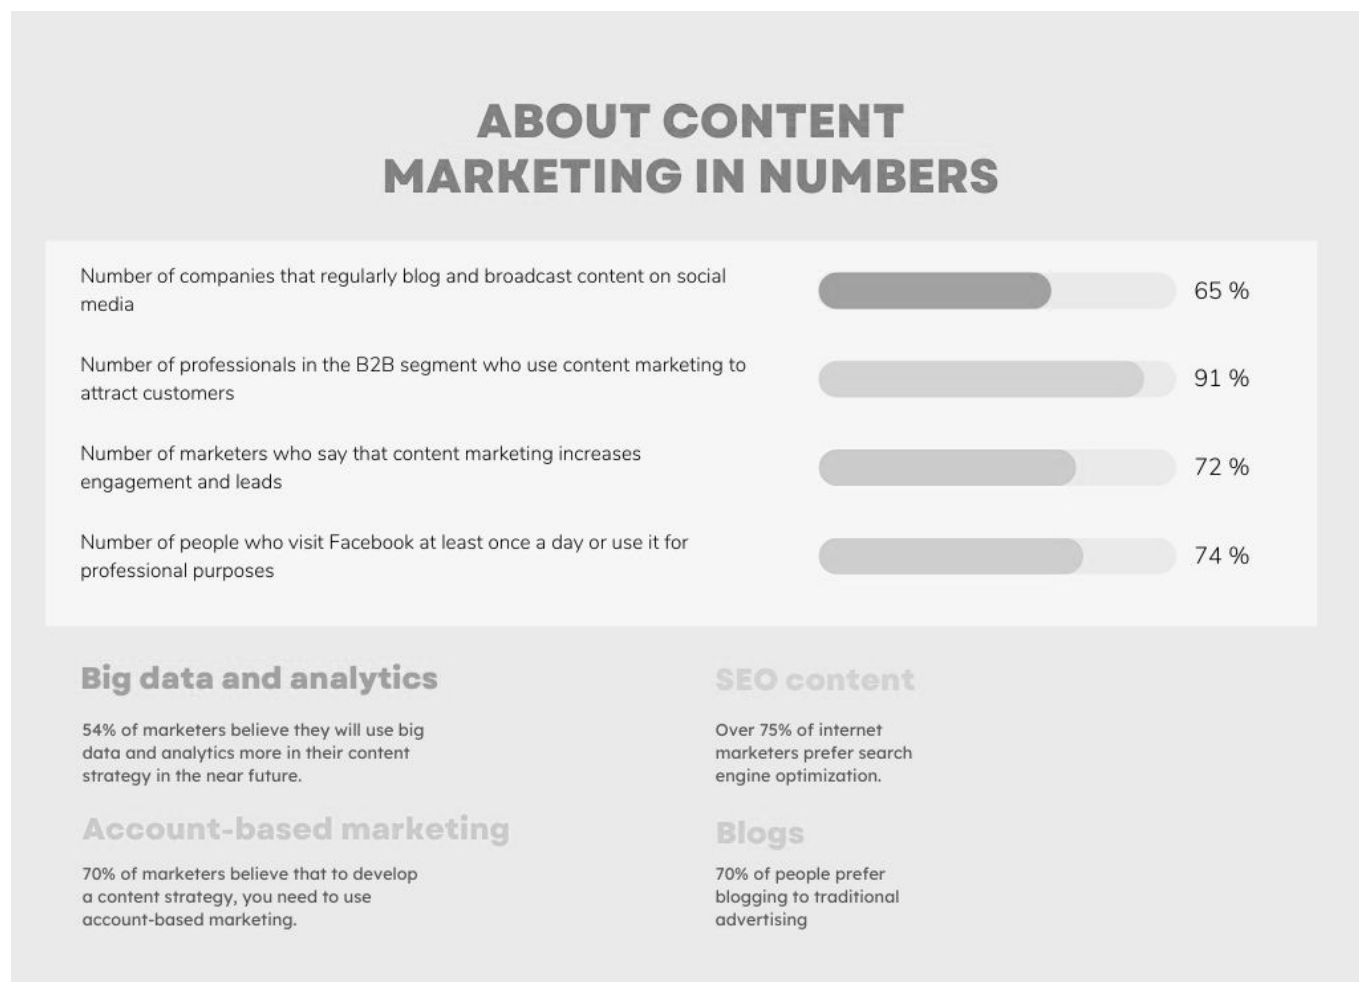 ABOUT CONTENT
MARKETING IN NUMBERS
Number of companies that regularly blog and broadcast content on social
media
65 %
Number of professionals in the B2B segment who use content marketing to
attract customers
91 %
Number of marketers who say that content marketing increases
engagement and leads
72 %
Number of people who visit Facebook at least once a day or use it for
professional purposes
74 %
Big data and analytics
54% of marketers believe they will use big
data and analytics more in their content
strategy in the near future.
SEO content
Over 75% of internet
marketers prefer search
engine optimization.
Account-based marketing
70% of marketers believe that to develop
a content strategy, you need to use
account-based marketing.
Blogs
70% of people prefer
blogging to traditional
advertising